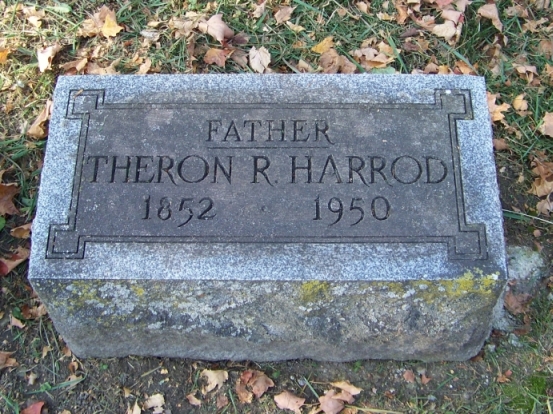 FATHER
THERON R. HARROD
1852 · 1950